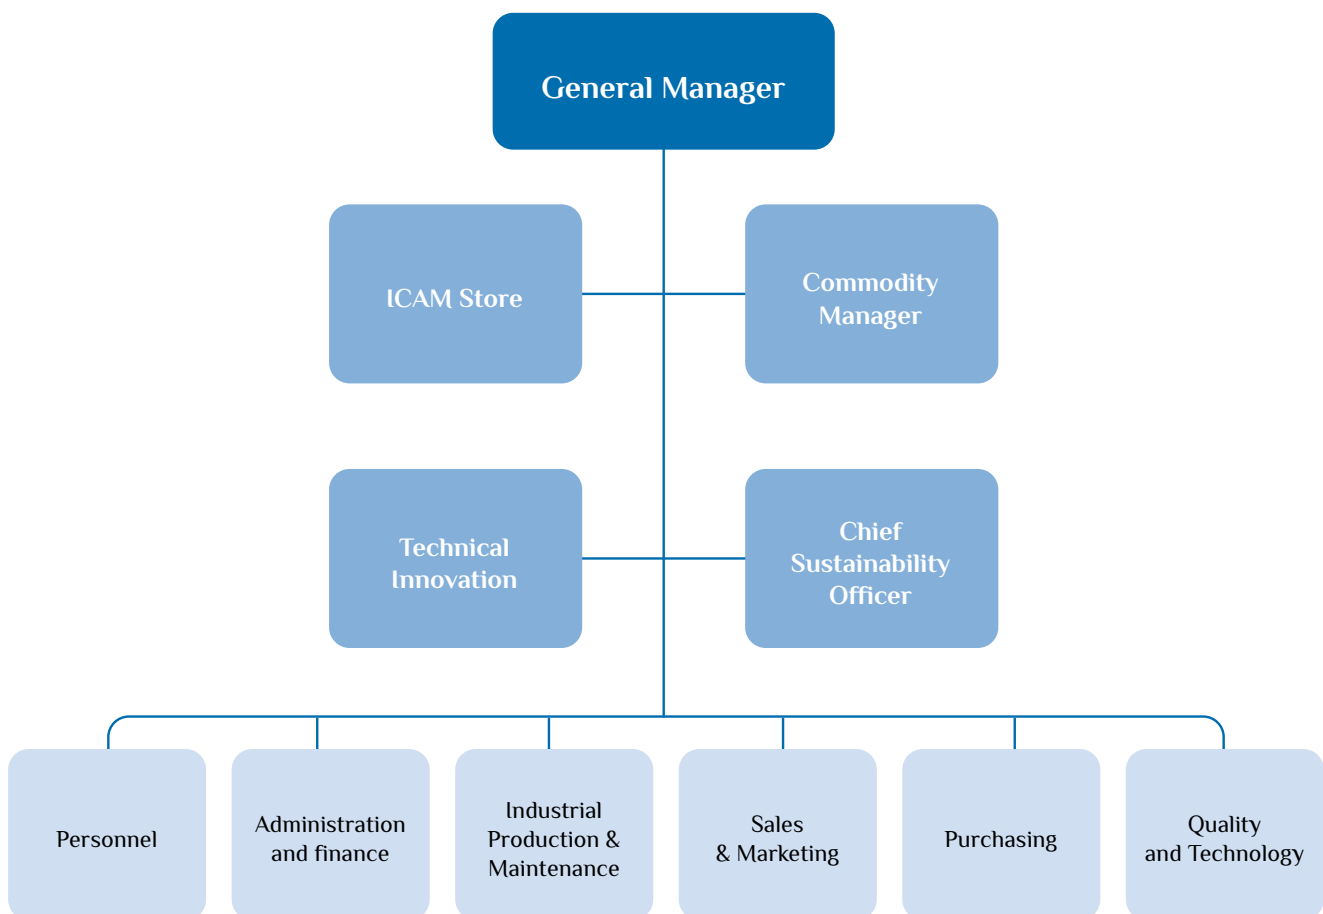 General Manager
ICAM Store
Commodity
Manager
Technical
Innovation
Chief
Sustainability
Officer
Personnel
Administration
and finance
Industrial
Production &
Maintenance
Sales
& Marketing
Purchasing
Quality
and Technology